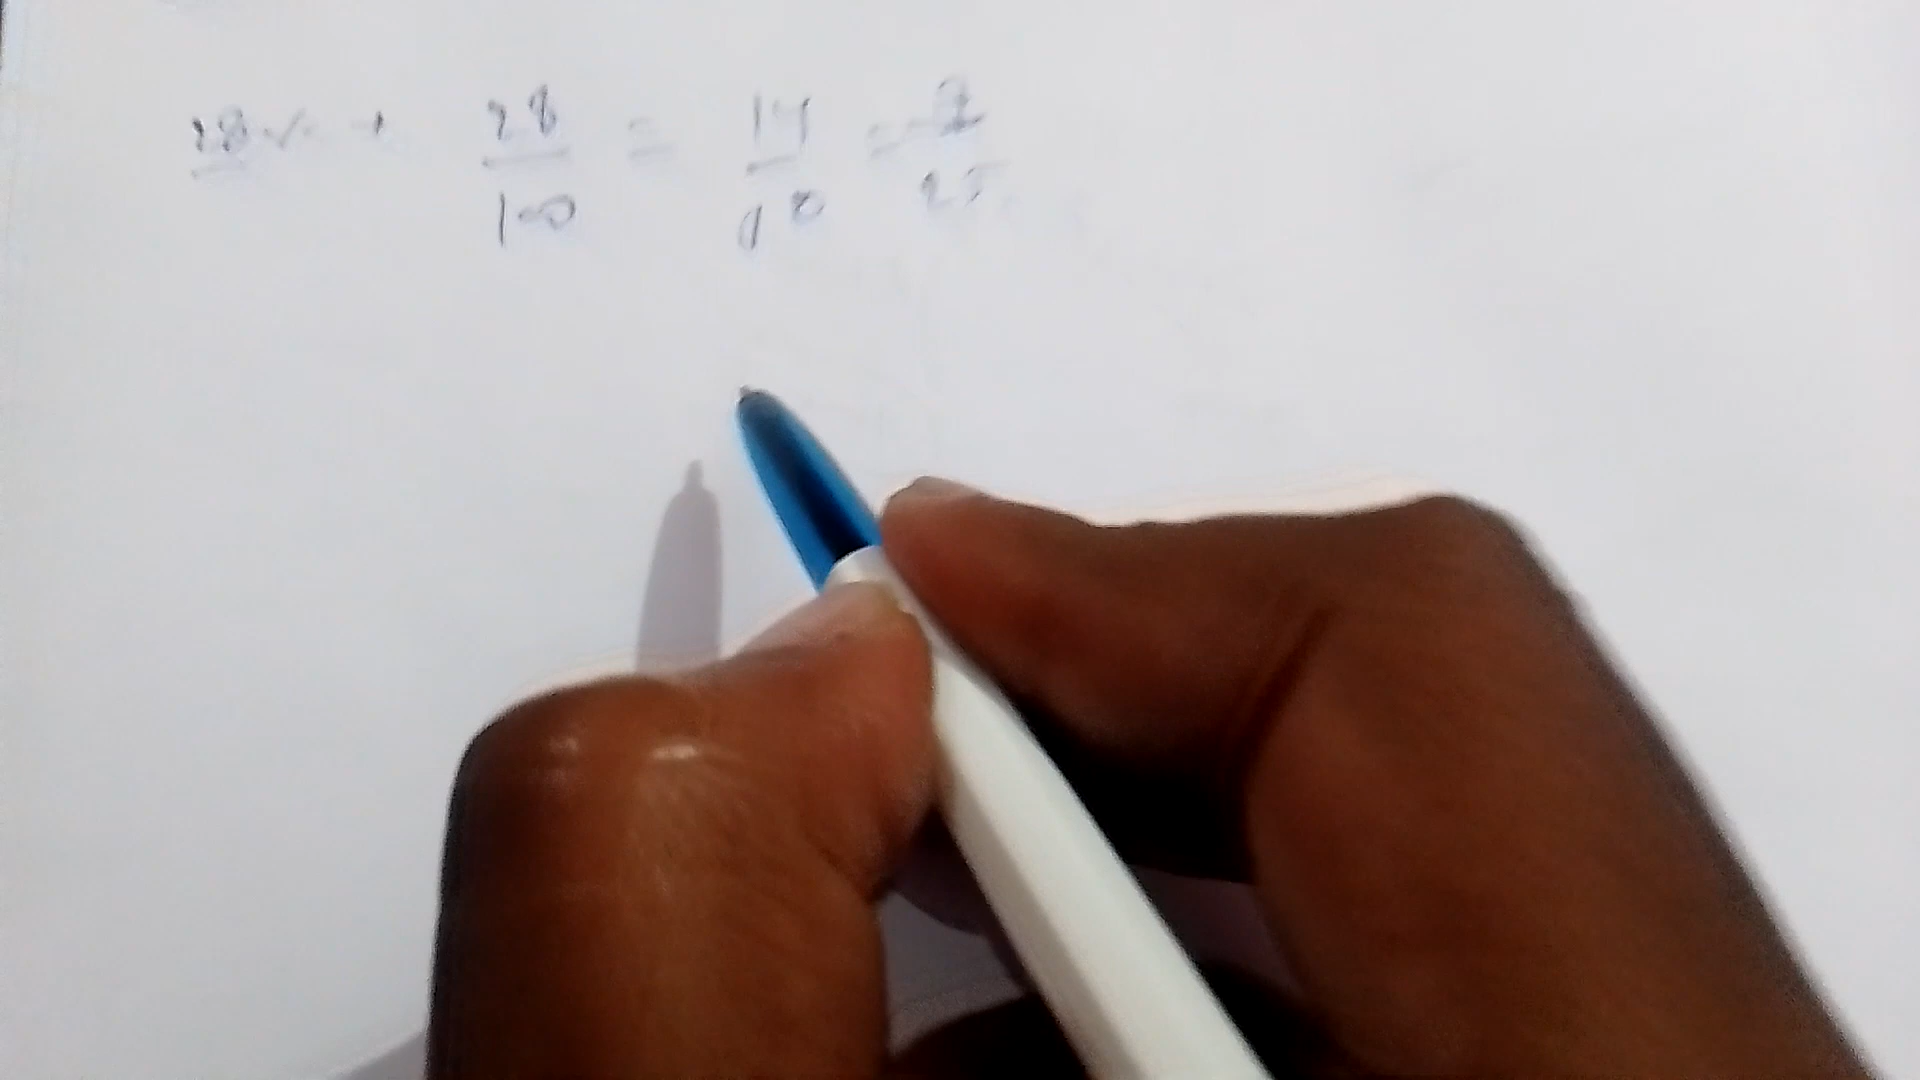 28% → 28/100 = 14/50 = 7/25